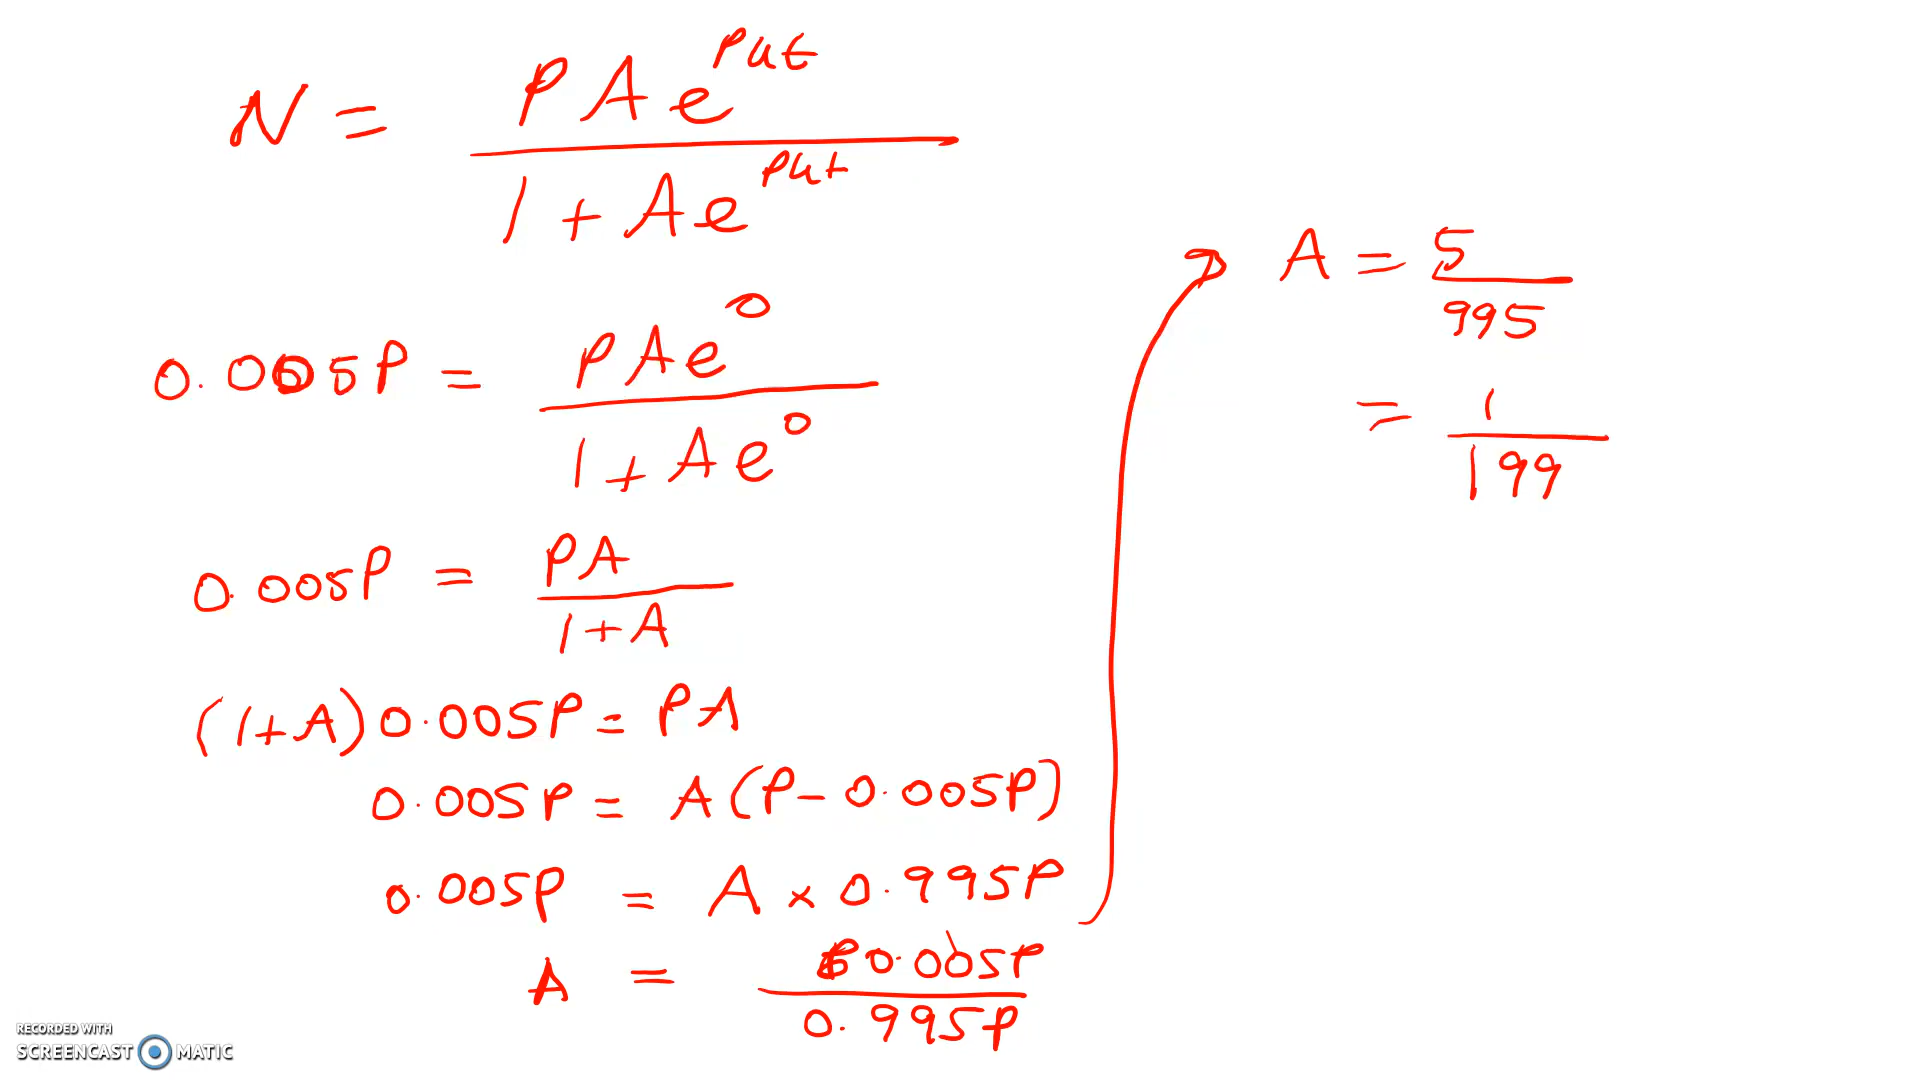 N = PAe^{Put} / 1 + Ae^{Put}
0.005P = PAe^0 / 1 + Ae^0
0.005P = PA / 1+A
(1+A)0.005P = PA
0.005P = A(P - 0.005P)
0.005P = A × 0.995P
A = 0.005P / 0.995P
A = 5 / 995
= 1 / 199
RECORDED WITH
SCREENCAST MATIC